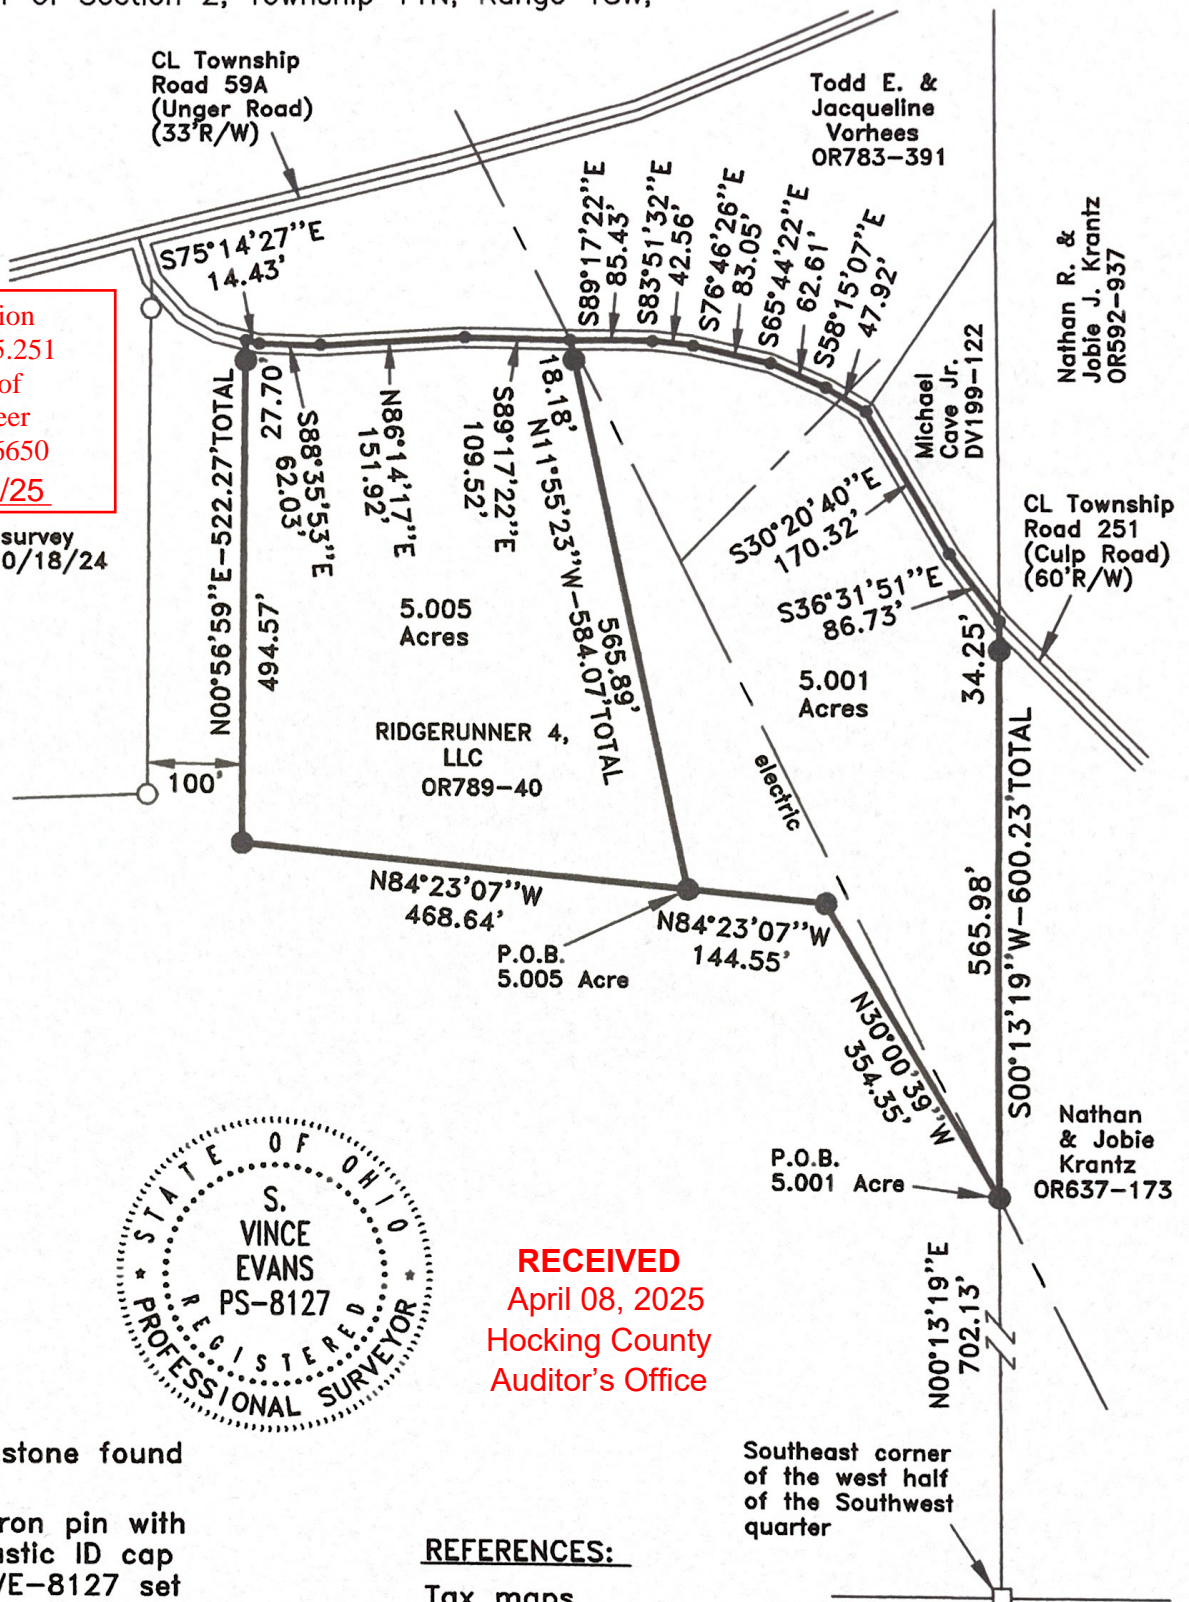 of Section 2, Township 11N, Range 18W,
CL Township
Road 59A
(Unger Road)
(33'R/W)
Todd E. &
Jacqueline
Vorhees
OR783-391
Nathan R. &
Jobie J. Krantz
OR592-937
S75°14'27"E
14.43'
S89°17'22"E
85.43'
S83°51'32"E
42.56'
S76°46'26"E
83.05'
S65°44'22"E
62.61'
S58°15'07"E
47.92'
Michael
Cave Jr.
DV199-122
5.251
of
6650
/25
survey
0/18/24
N00°56'59"E-522.27'TOTAL
27.70'
494.57'
S88°35'53"E
62.03'
N86°14'17"E
151.92'
S89°17'22"E
109.52'
18.18'
N11°55'23"W-584.07'TOTAL
565.89'
S30°20'40"E
170.32'
S36°31'51"E
86.73'
CL Township
Road 251
(Culp Road)
(60'R/W)
34.25'
5.005
Acres
5.001
Acres
RIDGERUNNER 4,
LLC
OR789-40
100'
electric
565.98'
S00°13'19"W-600.23'TOTAL
N84°23'07"W
468.64'
N84°23'07"W
144.55'
P.O.B.
5.005 Acre
N30°00'39"W
354.35'
P.O.B.
5.001 Acre
Nathan
& Jobie
Krantz
OR637-173
STATE OF OHIO
S.
VINCE
EVANS
PS-8127
REGISTERED
PROFESSIONAL SURVEYOR
RECEIVED
April 08, 2025
Hocking County
Auditor's Office
N00°13'19"E
702.13'
stone found
iron pin with
ID cap
E-8127 set
Southeast corner
of the west half
of the Southwest
quarter
REFERENCES:
Tax maps